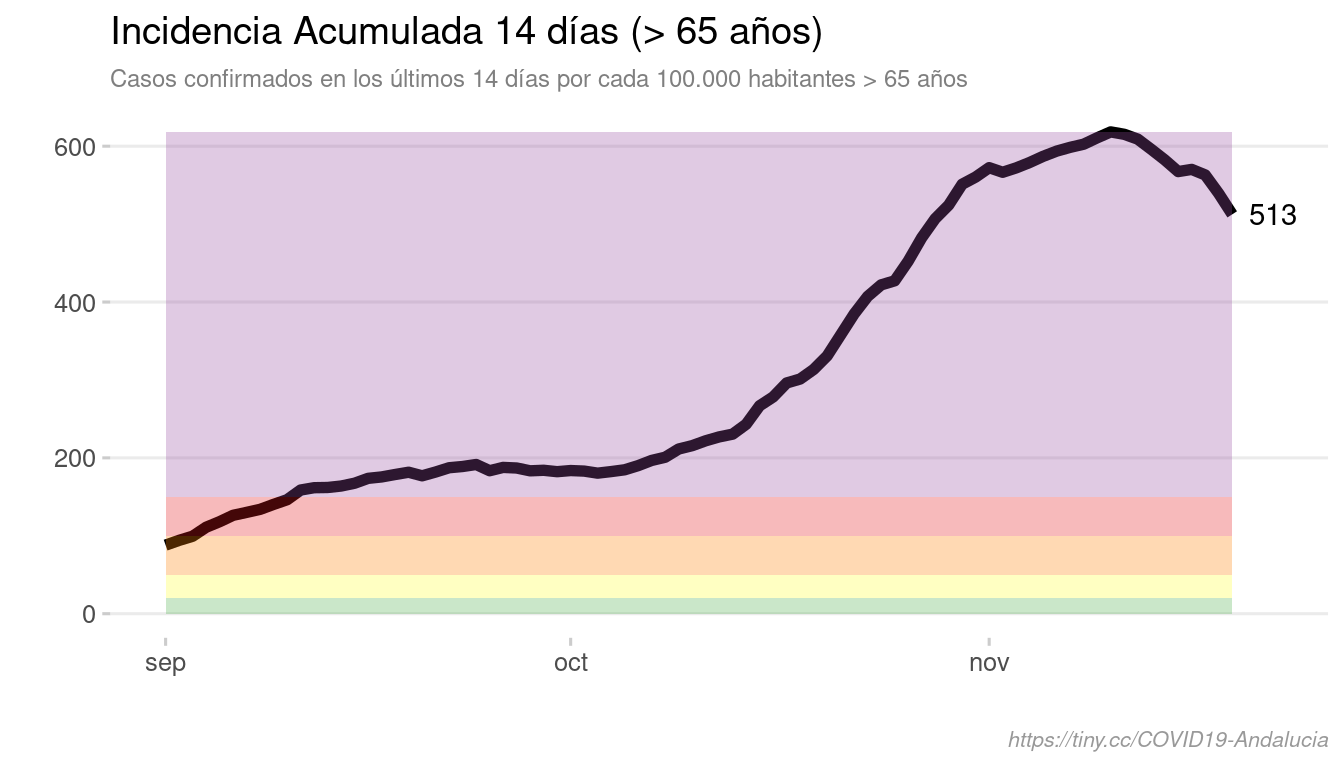 Incidencia Acumulada 14 días (> 65 años)
Casos confirmados en los últimos 14 días por cada 100.000 habitantes > 65 años
600
513
400
200
0
sep oct nov
https://tiny.cc/COVID19-Andalucia